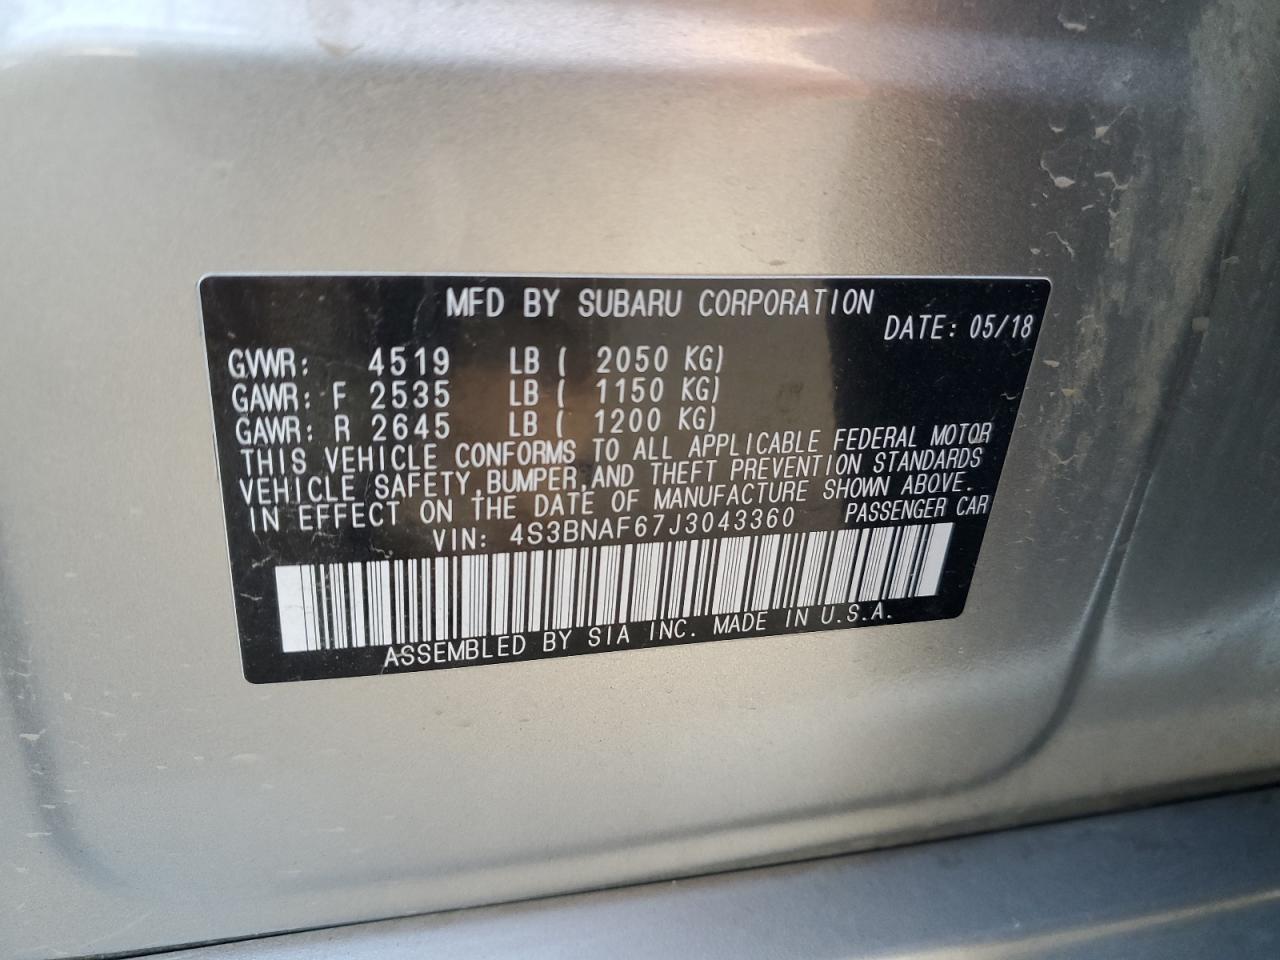 MFD BY SUBARU CORPORATION
DATE: 05/18
GVWR: 4519 LB ( 2050 KG)
GAWR: F 2535 LB ( 1150 KG)
GAWR: R 2645 LB ( 1200 KG)
THIS VEHICLE CONFORMS TO ALL APPLICABLE FEDERAL MOTOR
VEHICLE SAFETY,BUMPER,AND THEFT PREVENTION STANDARDS
IN EFFECT ON THE DATE OF MANUFACTURE SHOWN ABOVE.
VIN: 4S3BNAF67J3043360 PASSENGER CAR
ASSEMBLED BY SIA INC. MADE IN U.S.A.